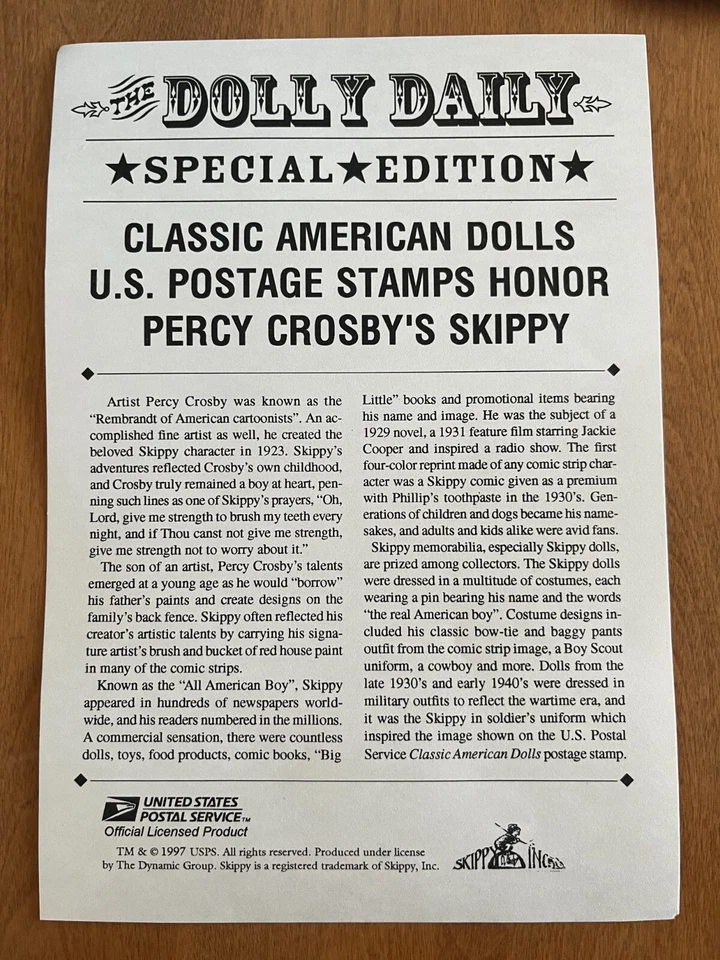 THE DOLLY DAILY
★SPECIAL★EDITION★
CLASSIC AMERICAN DOLLS
U.S. POSTAGE STAMPS HONOR
PERCY CROSBY'S SKIPPY
Artist Percy Crosby was known as the
“Rembrandt of American cartoonists”. An ac-
complished fine artist as well, he created the
beloved Skippy character in 1923. Skippy's
adventures reflected Crosby's own childhood,
and Crosby truly remained a boy at heart, pen-
ning such lines as one of Skippy's prayers, “Oh,
Lord, give me strength to brush my teeth every
night, and if Thou canst not give me strength,
give me strength not to worry about it.”
The son of an artist, Percy Crosby's talents
emerged at a young age as he would “borrow”
his father's paints and create designs on the
family's back fence. Skippy often reflected his
creator's artistic talents by carrying his signa-
ture artist's brush and bucket of red house paint
in many of the comic strips.
Known as the “All American Boy”, Skippy
appeared in hundreds of newspapers world-
wide, and his readers numbered in the millions.
A commercial sensation, there were countless
dolls, toys, food products, comic books, “Big
Little” books and promotional items bearing
his name and image. He was the subject of a
1929 novel, a 1931 feature film starring Jackie
Cooper and inspired a radio show. The first
four-color reprint made of any comic strip char-
acter was a Skippy comic given as a premium
with Phillip's toothpaste in the 1930's. Gen-
erations of children and dogs became his name-
sakes, and adults and kids alike were avid fans.
Skippy memorabilia, especially Skippy dolls,
are prized among collectors. The Skippy dolls
were dressed in a multitude of costumes, each
wearing a pin bearing his name and the words
“the real American boy”. Costume designs in-
cluded his classic bow-tie and baggy pants
outfit from the comic strip image, a Boy Scout
uniform, a cowboy and more. Dolls from the
late 1930's and early 1940's were dressed in
military outfits to reflect the wartime era, and
it was the Skippy in soldier's uniform which
inspired the image shown on the U.S. Postal
Service Classic American Dolls postage stamp.
UNITED STATES
POSTAL SERVICE™
Official Licensed Product
TM & © 1997 USPS. All rights reserved. Produced under license
by The Dynamic Group. Skippy is a registered trademark of Skippy, Inc.
SKIPPY INC.